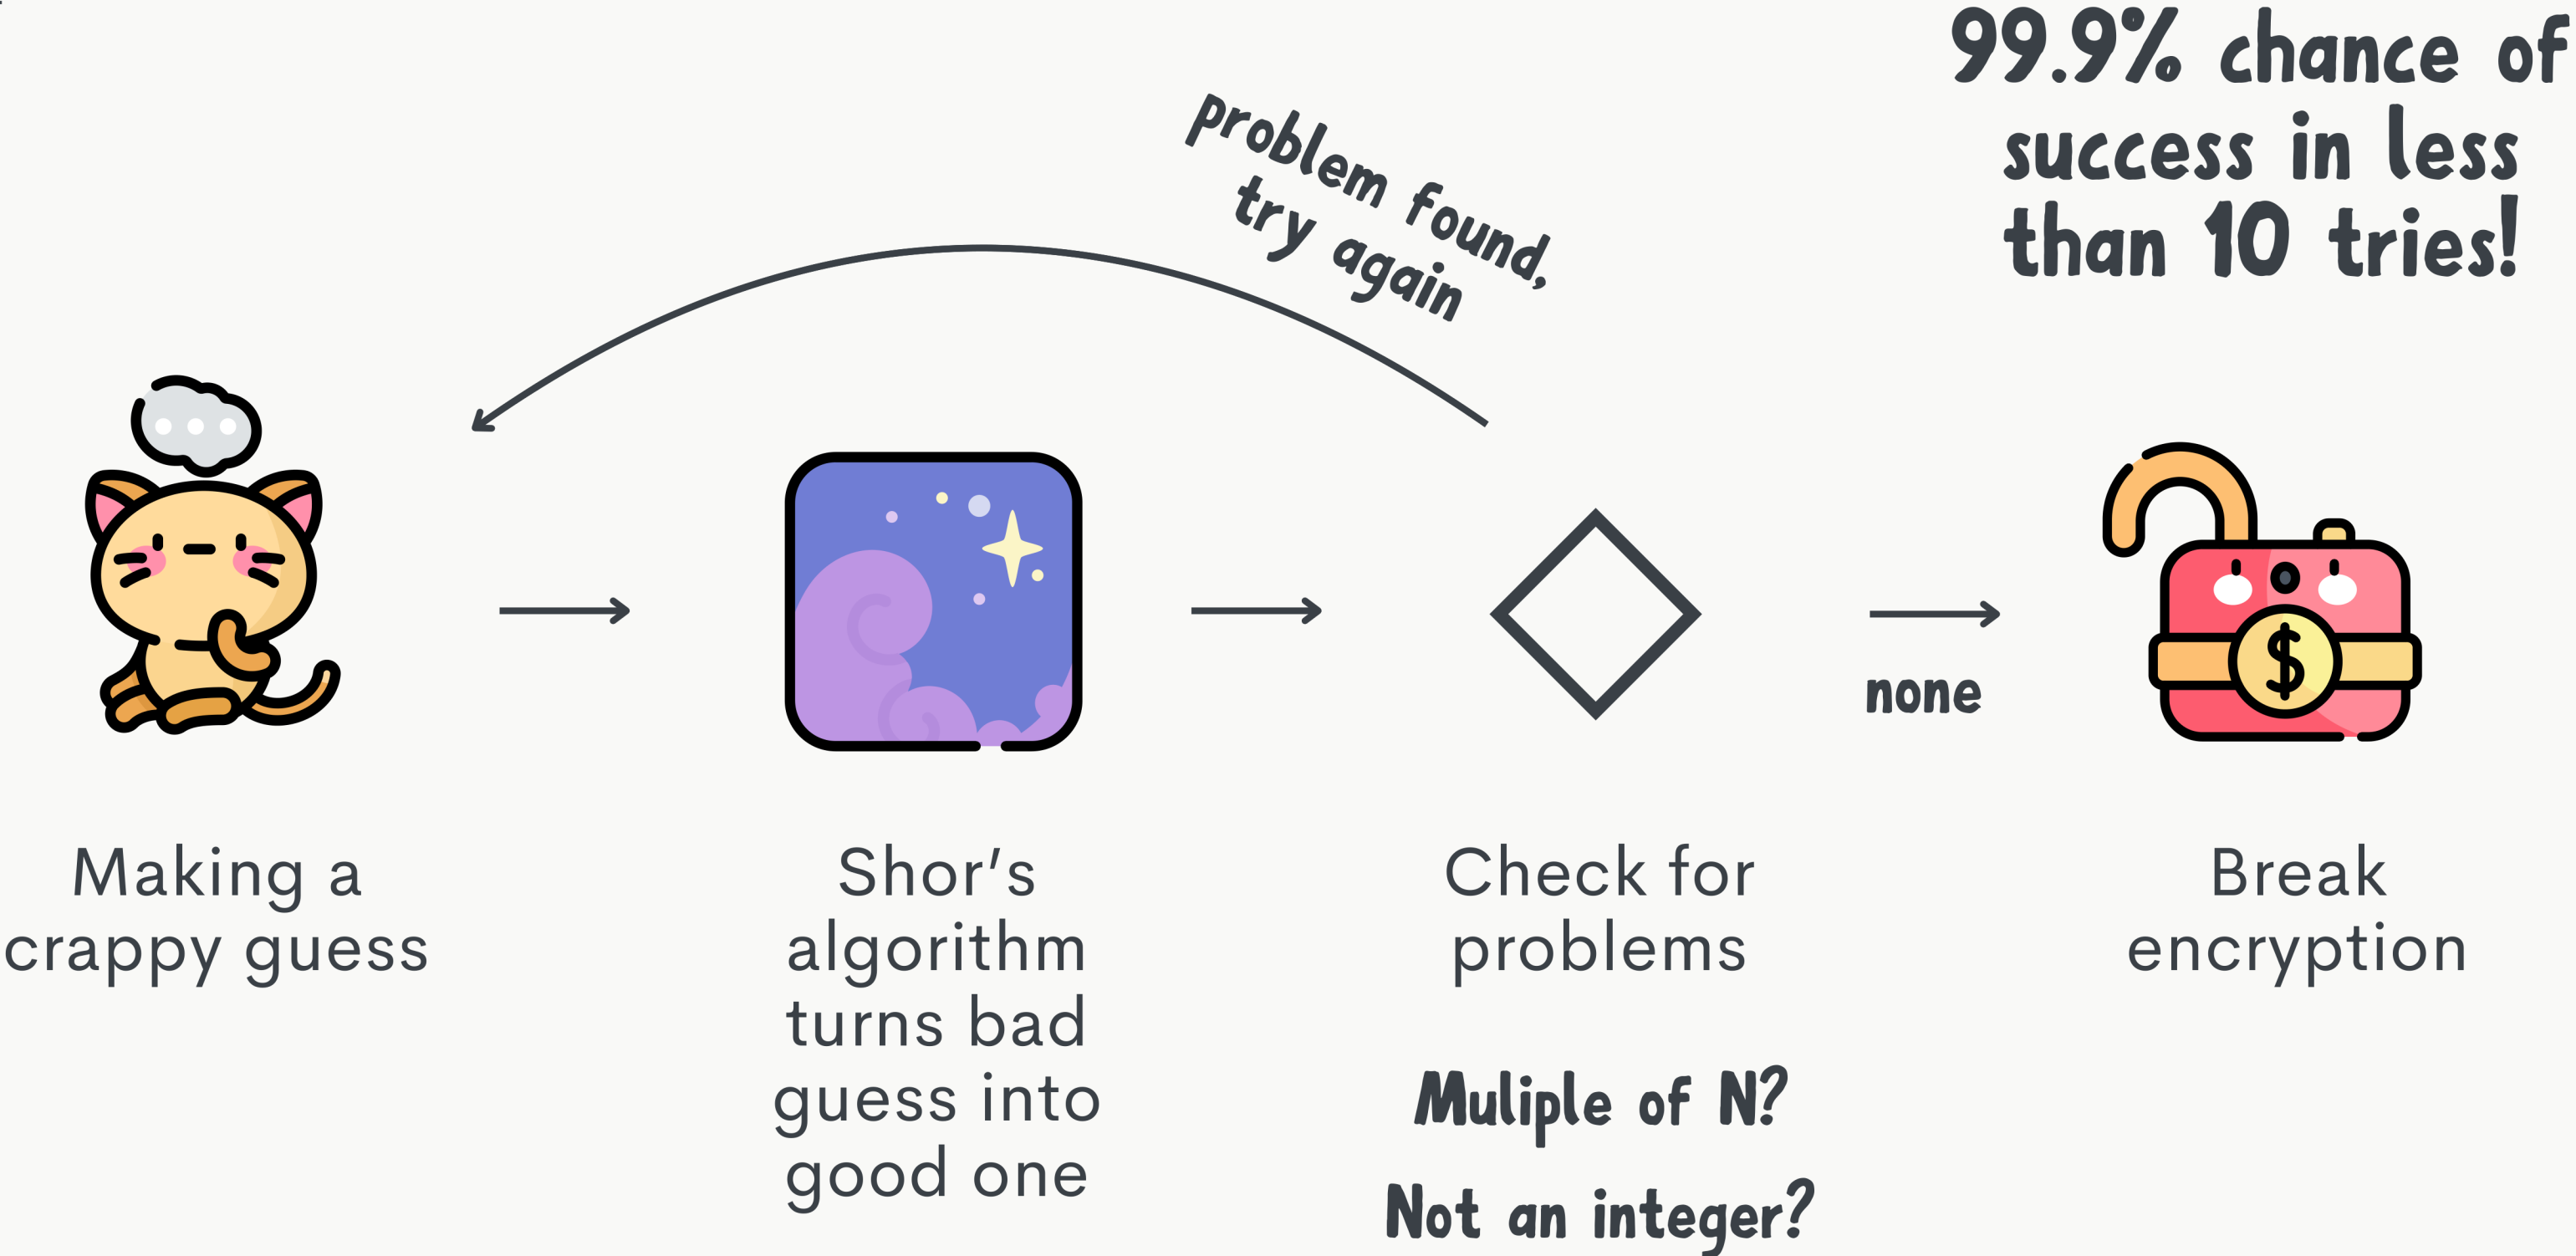 99.9% chance of
success in less
than 10 tries!
problem found,
try again
none
Making a
crappy guess
Shor's
algorithm
turns bad
guess into
good one
Check for
problems
Muliple of N?
Not an integer?
Break
encryption